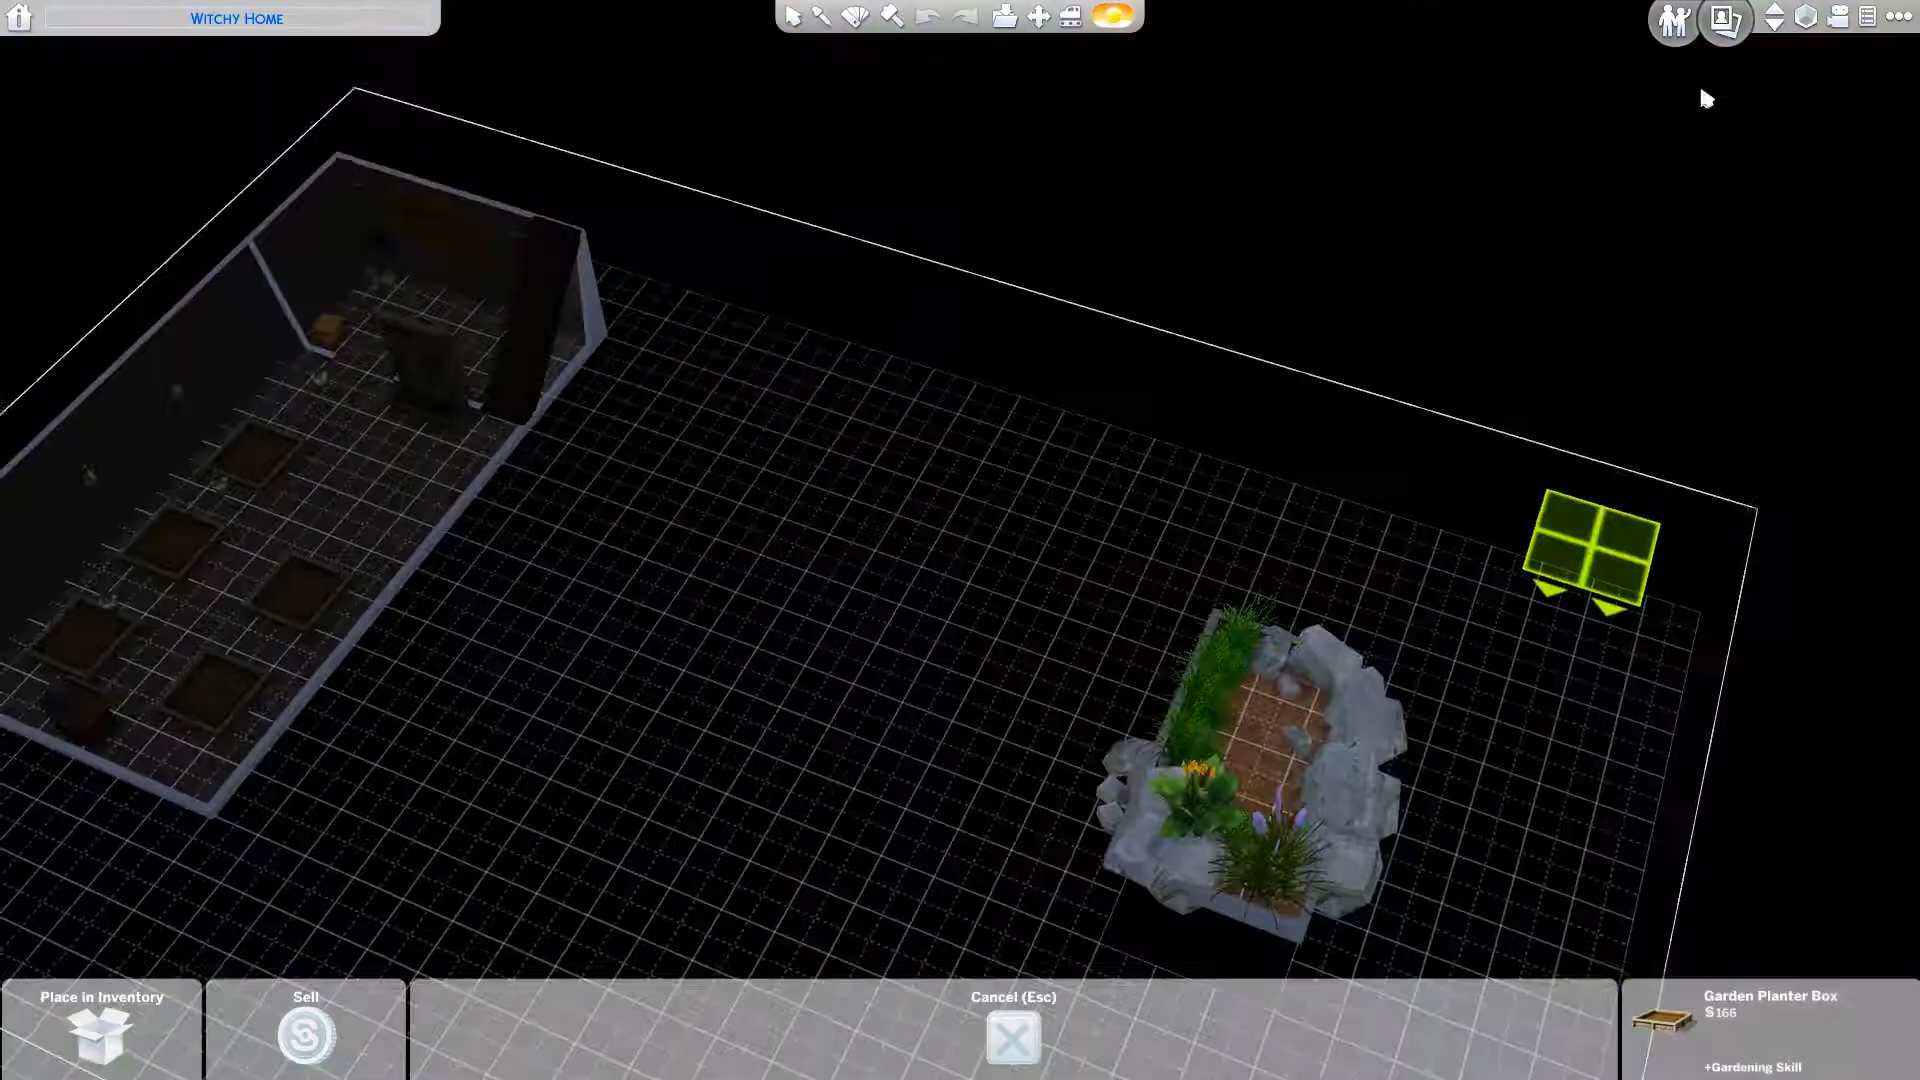 Witchy Home
Place in Inventory
Sell
Cancel (Esc)
Garden Planter Box
§166
+Gardening Skill